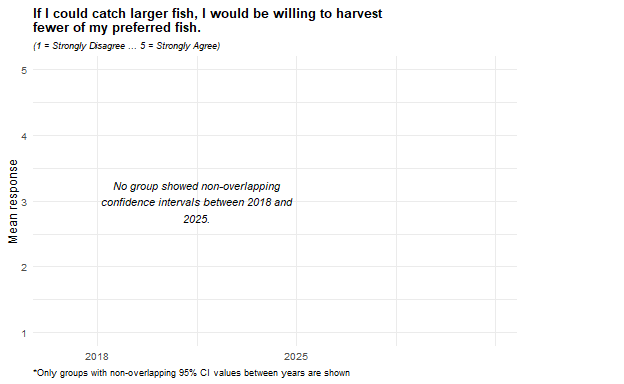 If I could catch larger fish, I would be willing to harvest
fewer of my preferred fish.
(1 = Strongly Disagree ... 5 = Strongly Agree)
5
4
3
2
1
Mean response
No group showed non-overlapping
confidence intervals between 2018 and
2025.
2018
2025
*Only groups with non-overlapping 95% CI values between years are shown